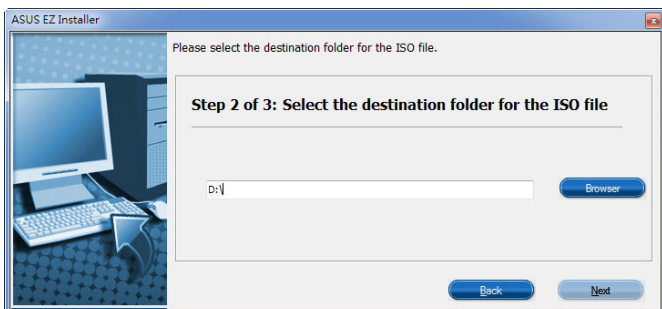 ASUS EZ Installer
Please select the destination folder for the ISO file.
Step 2 of 3: Select the destination folder for the ISO file
D:\
Browser
Back
Next